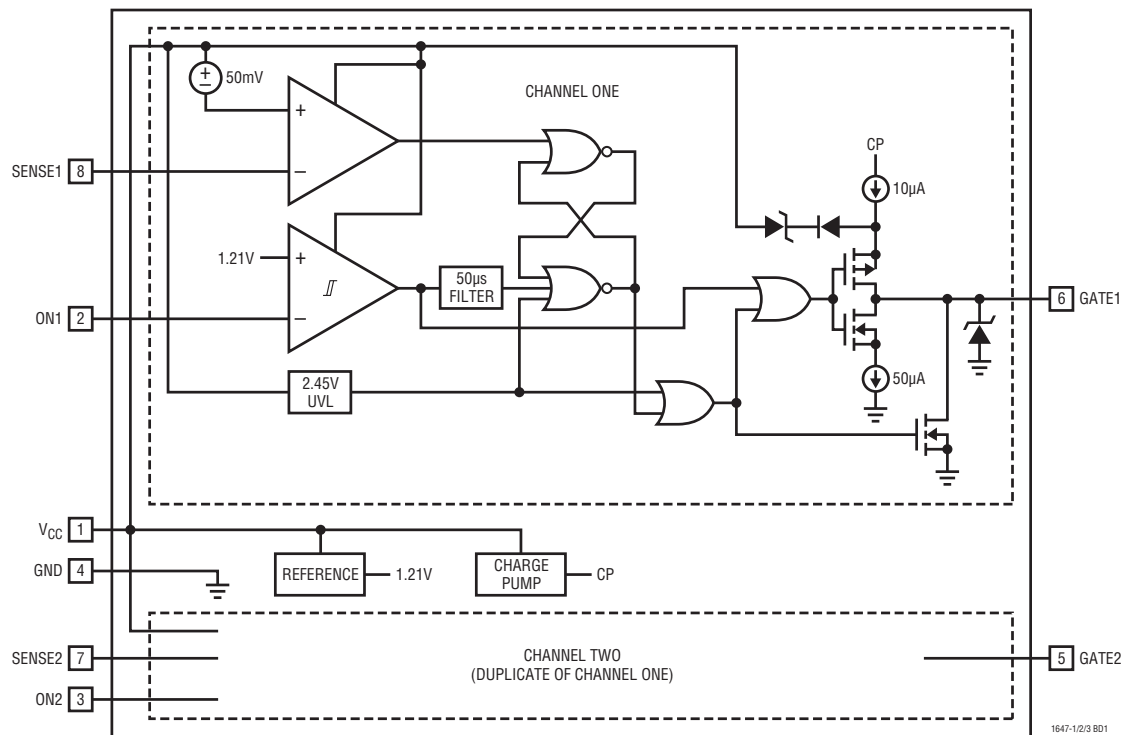 50mV
+
–
+
–
CHANNEL ONE
SENSE1 8
CP
10µA
1.21V
+
–
50µs
FILTER
ON1 2
6 GATE1
2.45V
UVL
50µA
VCC 1
GND 4
REFERENCE
1.21V
CHARGE
PUMP
CP
SENSE2 7
CHANNEL TWO
(DUPLICATE OF CHANNEL ONE)
5 GATE2
ON2 3
1647-1/2/3 BD1